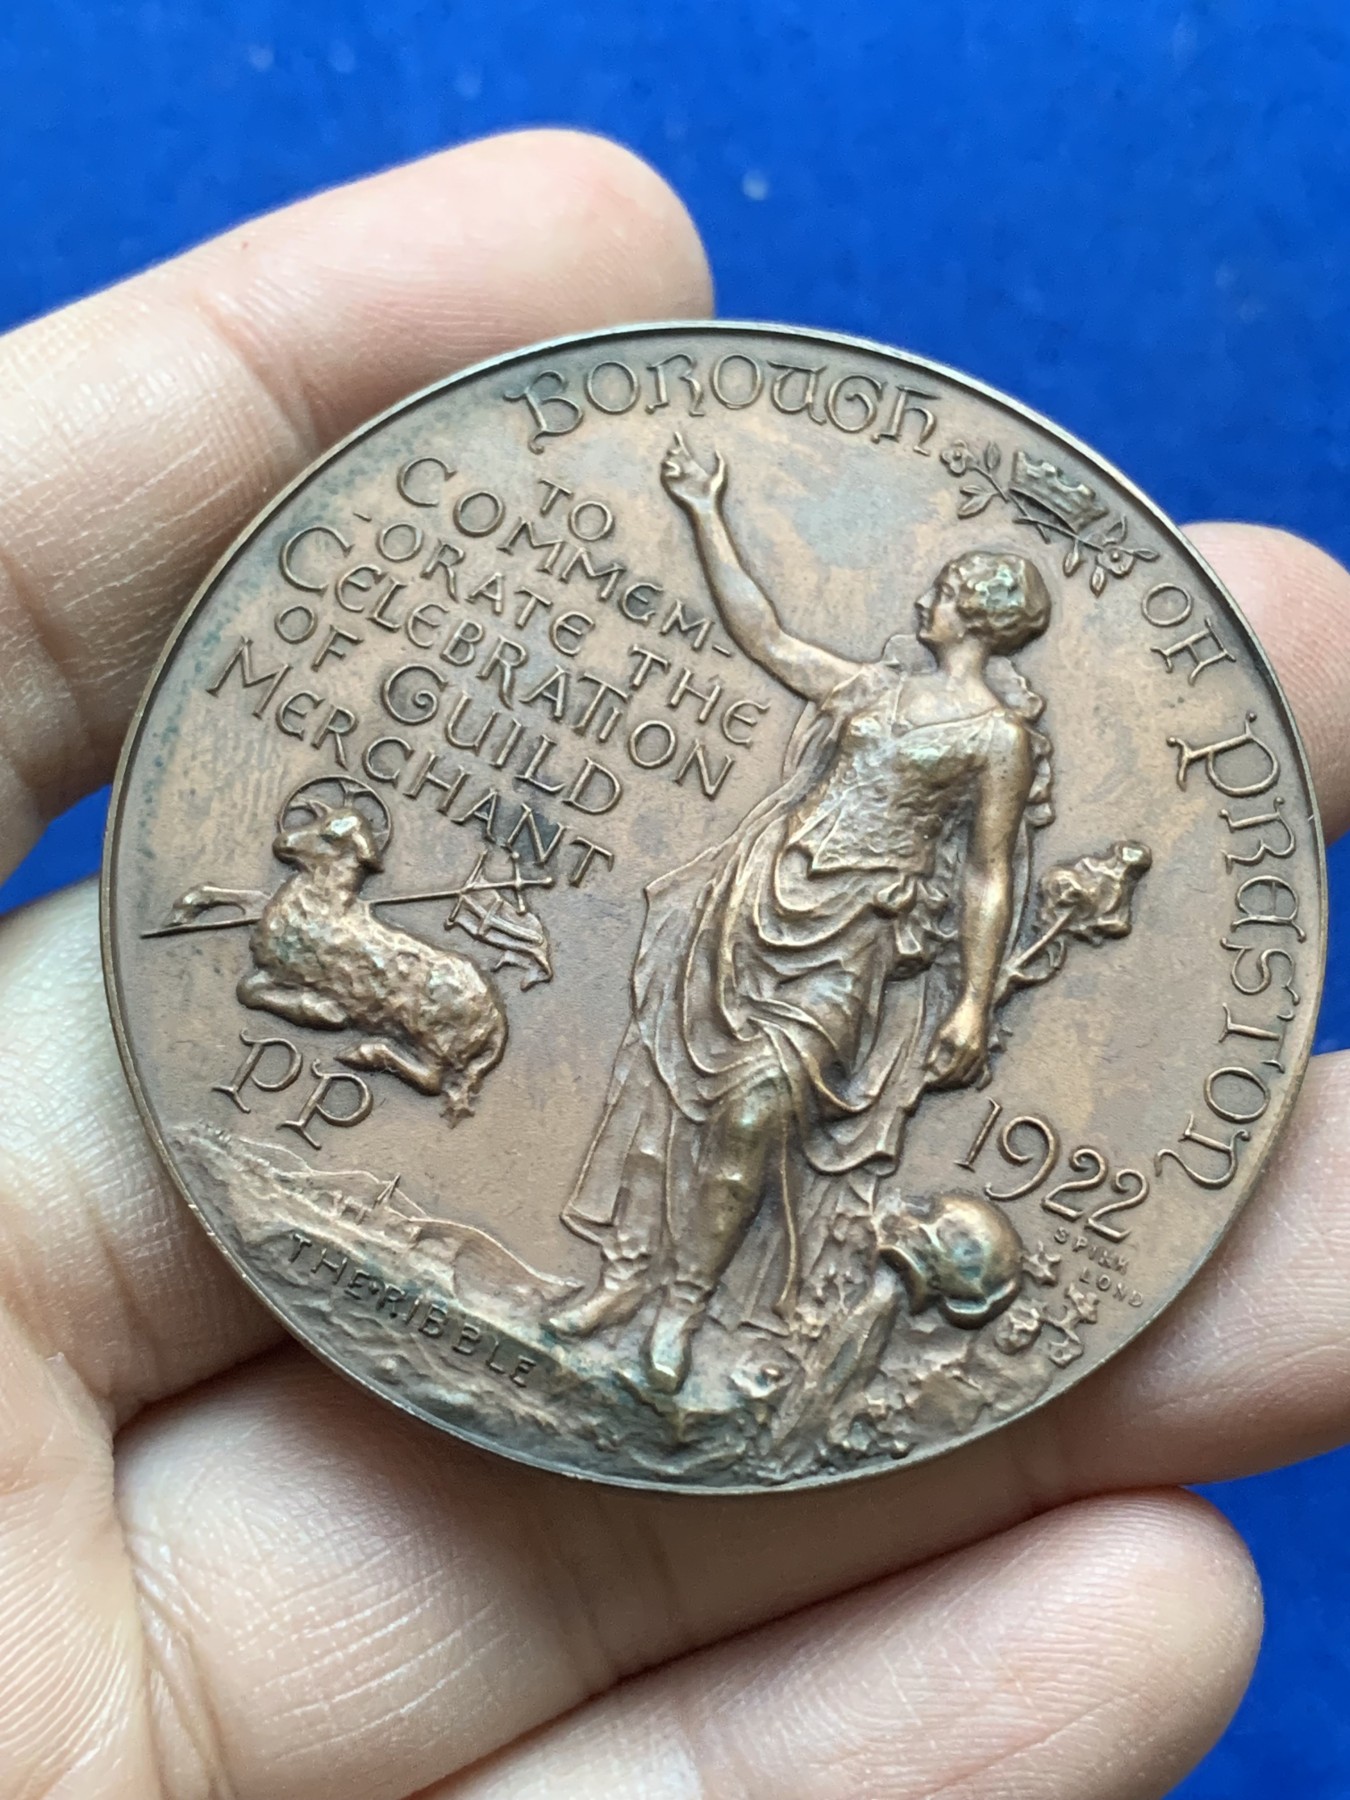 BOROUGH OF PRESTON
TO
COMMEM-
-ORATE THE
CELEBRATION
OF GUILD
MERCHANT
PP
THE·RIBBLE
1922
SPINK
LOND